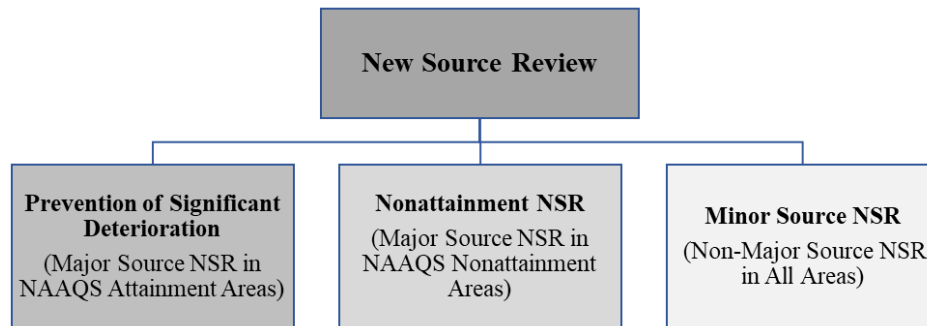 New Source Review
Prevention of Significant
Deterioration
(Major Source NSR in
NAAQS Attainment Areas)
Nonattainment NSR
(Major Source NSR in
NAAQS Nonattainment
Areas)
Minor Source NSR
(Non-Major Source NSR
in All Areas)